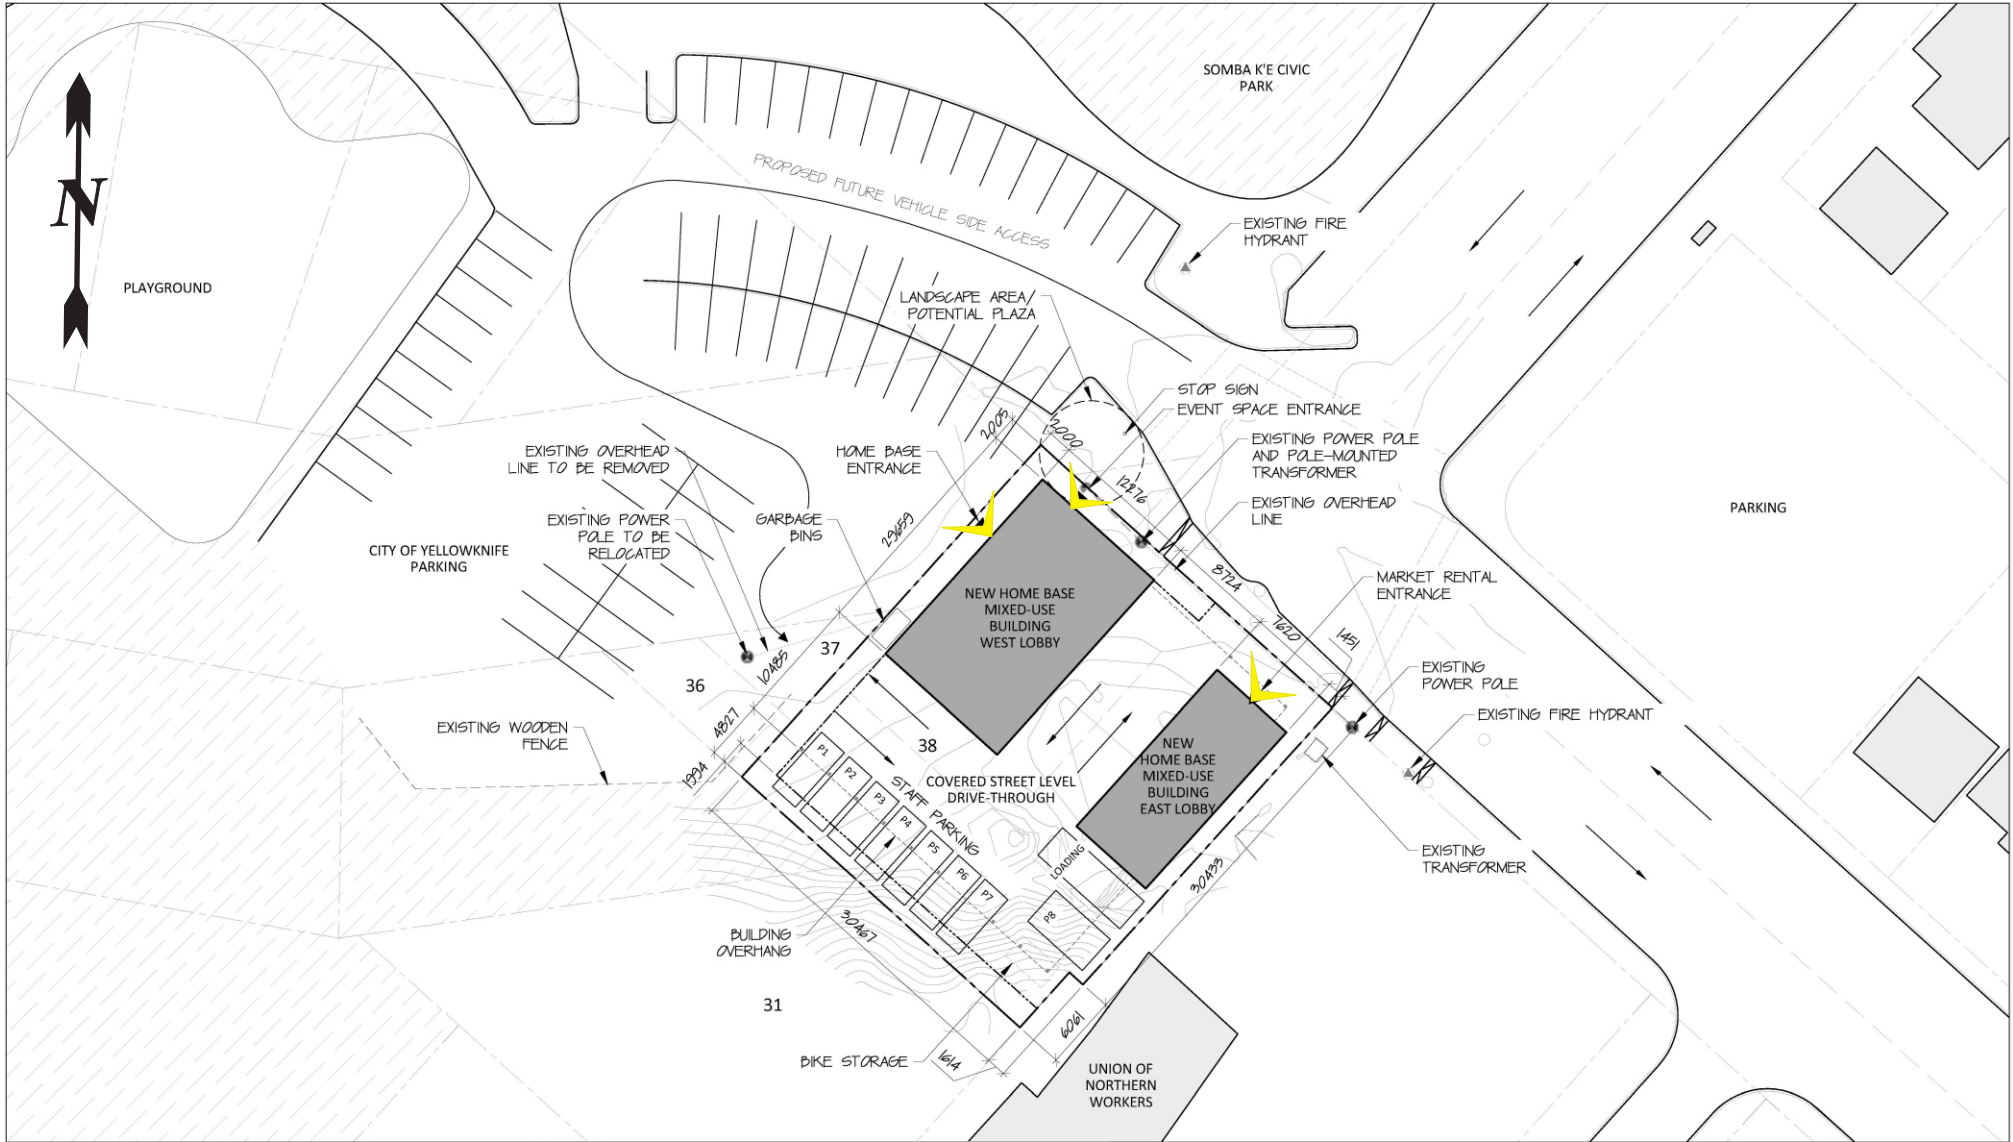 SOMBA K'E CIVIC
PARK
N
PROPOSED FUTURE VEHICLE SIDE ACCESS
EXISTING FIRE
HYDRANT
PLAYGROUND
LANDSCAPE AREA/
POTENTIAL PLAZA
STOP SIGN
EVENT SPACE ENTRANCE
2005
2000
EXISTING POWER POLE
AND POLE-MOUNTED
TRANSFORMER
EXISTING OVERHEAD
LINE TO BE REMOVED
HOME BASE
ENTRANCE
12276
EXISTING OVERHEAD
LINE
PARKING
EXISTING POWER
POLE TO BE
RELOCATED
GARBAGE
BINS
29659
CITY OF YELLOWKNIFE
PARKING
8724
MARKET RENTAL
ENTRANCE
NEW HOME BASE
MIXED-USE
BUILDING
WEST LOBBY
7620
1451
37
10485
36
EXISTING
POWER POLE
EXISTING FIRE HYDRANT
4827
EXISTING WOODEN
FENCE
38
1994
P1
P2
P3
P4
P5
P6
P7
P8
STAFF PARKING
COVERED STREET LEVEL
DRIVE-THROUGH
NEW
HOME BASE
MIXED-USE
BUILDING
EAST LOBBY
LOADING
30433
EXISTING
TRANSFORMER
30467
BUILDING
OVERHANG
31
6061
BIKE STORAGE
1614
UNION OF
NORTHERN
WORKERS